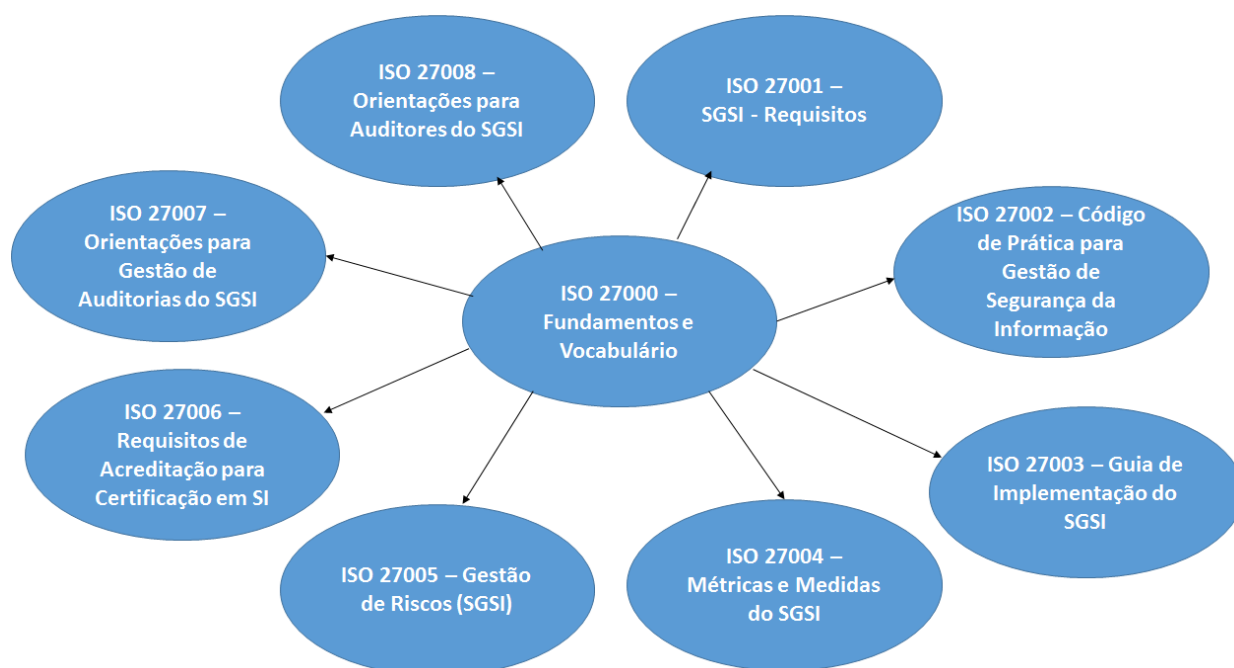 ISO 27008 –
Orientações para
Auditores do SGSI
ISO 27001 –
SGSI - Requisitos
ISO 27007 –
Orientações para
Gestão de
Auditorias do SGSI
ISO 27002 – Código
de Prática para
Gestão de
Segurança da
Informação
ISO 27000 –
Fundamentos e
Vocabulário
ISO 27006 –
Requisitos de
Acreditação para
Certificação em SI
ISO 27003 – Guia de
Implementação do
SGSI
ISO 27005 – Gestão
de Riscos (SGSI)
ISO 27004 –
Métricas e Medidas
do SGSI